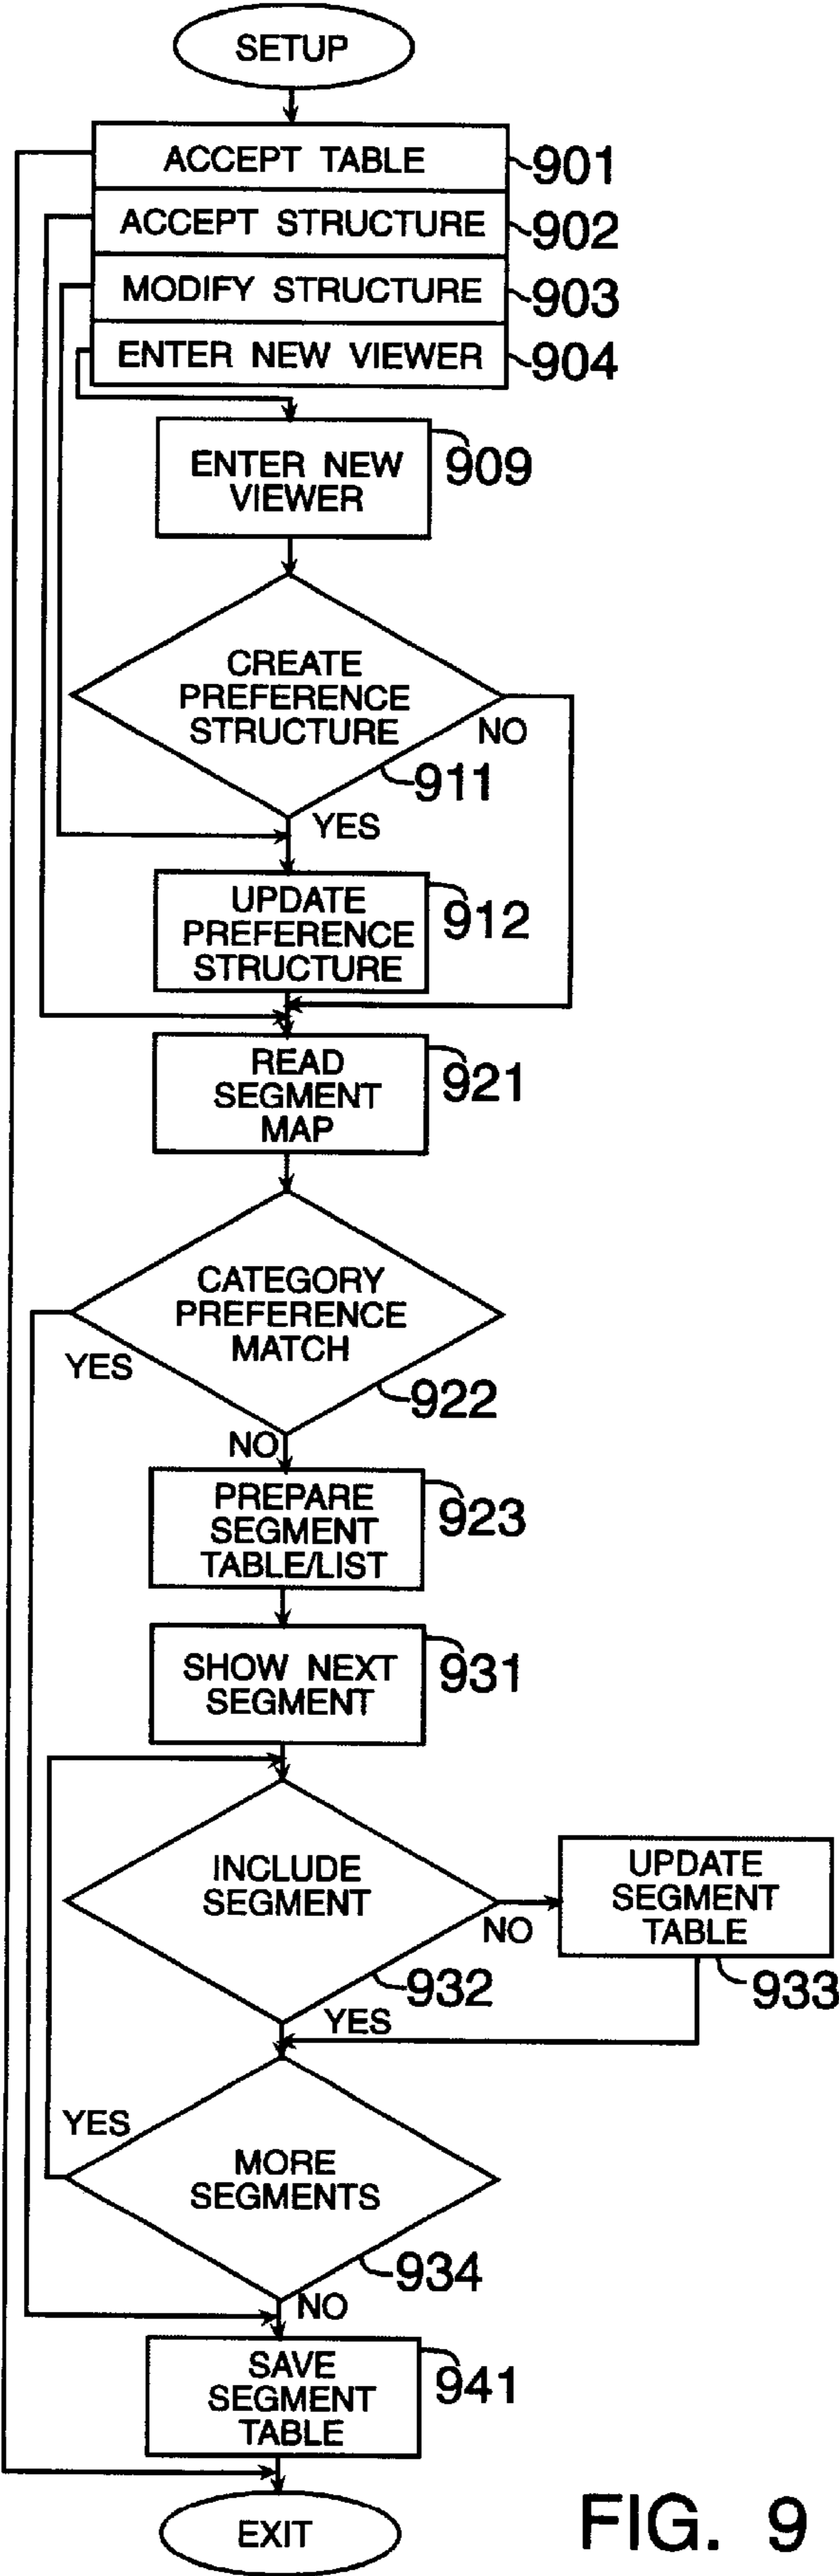 SETUP
ACCEPT TABLE
901
ACCEPT STRUCTURE
902
MODIFY STRUCTURE
903
ENTER NEW VIEWER
904
ENTER NEW
VIEWER
909
CREATE
PREFERENCE
STRUCTURE
NO
911
YES
UPDATE
PREFERENCE
STRUCTURE
912
READ
SEGMENT
MAP
921
CATEGORY
PREFERENCE
MATCH
YES
922
NO
PREPARE
SEGMENT
TABLE/LIST
923
SHOW NEXT
SEGMENT
931
INCLUDE
SEGMENT
NO
932
YES
UPDATE
SEGMENT
TABLE
933
YES
MORE
SEGMENTS
934
NO
SAVE
SEGMENT
TABLE
941
EXIT
FIG. 9